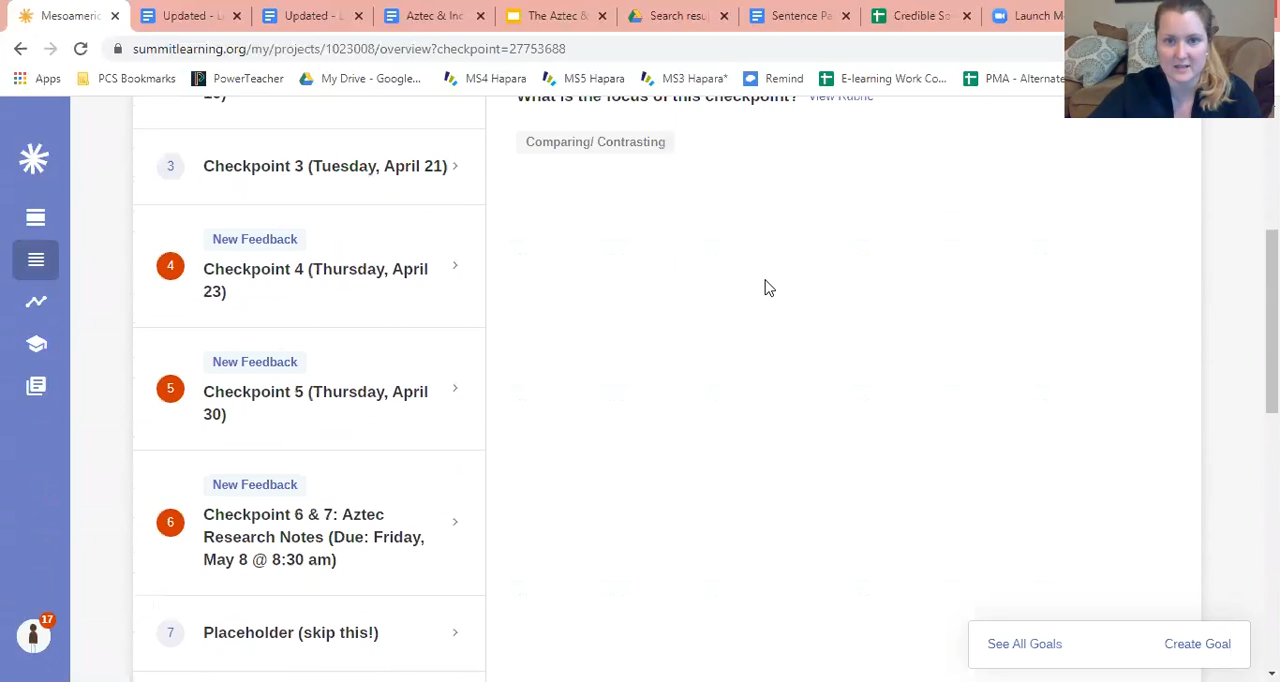 Mesoameric
Updated - L
Updated - L
Aztec & Inc
The Aztec &
Search resu
Sentence Pa
Credible So
Launch M
summitlearning.org/my/projects/1023008/overview?checkpoint=27753688
Apps
PCS Bookmarks
PowerTeacher
My Drive - Google...
MS4 Hapara
MS5 Hapara
MS3 Hapara*
Remind
E-learning Work Co...
PMA - Alternate
What is the focus of this checkpoint? View Rubric
Comparing/ Contrasting
3
Checkpoint 3 (Tuesday, April 21)
New Feedback
4
Checkpoint 4 (Thursday, April
23)
New Feedback
5
Checkpoint 5 (Thursday, April
30)
New Feedback
6
Checkpoint 6 & 7: Aztec
Research Notes (Due: Friday,
May 8 @ 8:30 am)
7
Placeholder (skip this!)
17
See All Goals
Create Goal